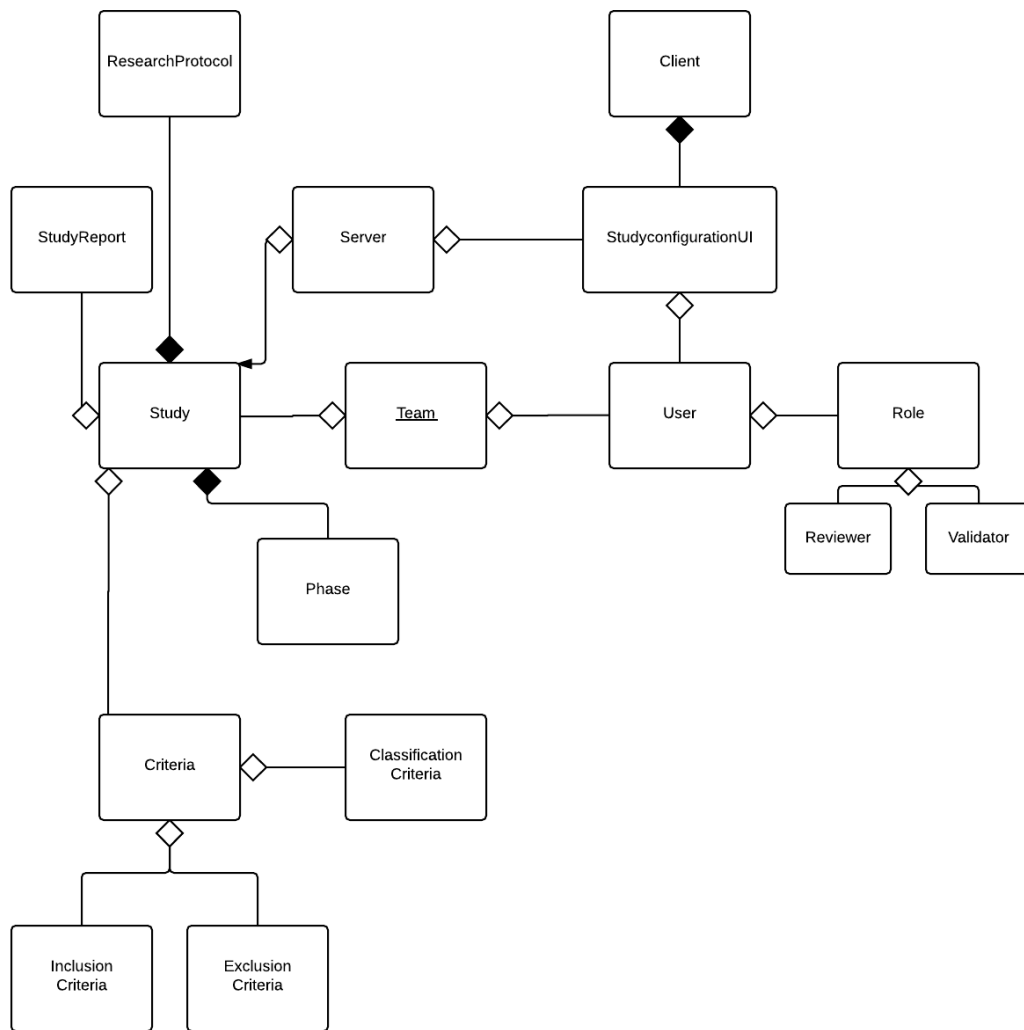 ResearchProtocol
Client
StudyReport
Server
StudyconfigurationUI
Study
Team
User
Role
Reviewer
Validator
Phase
Criteria
Classification
Criteria
Inclusion
Criteria
Exclusion
Criteria